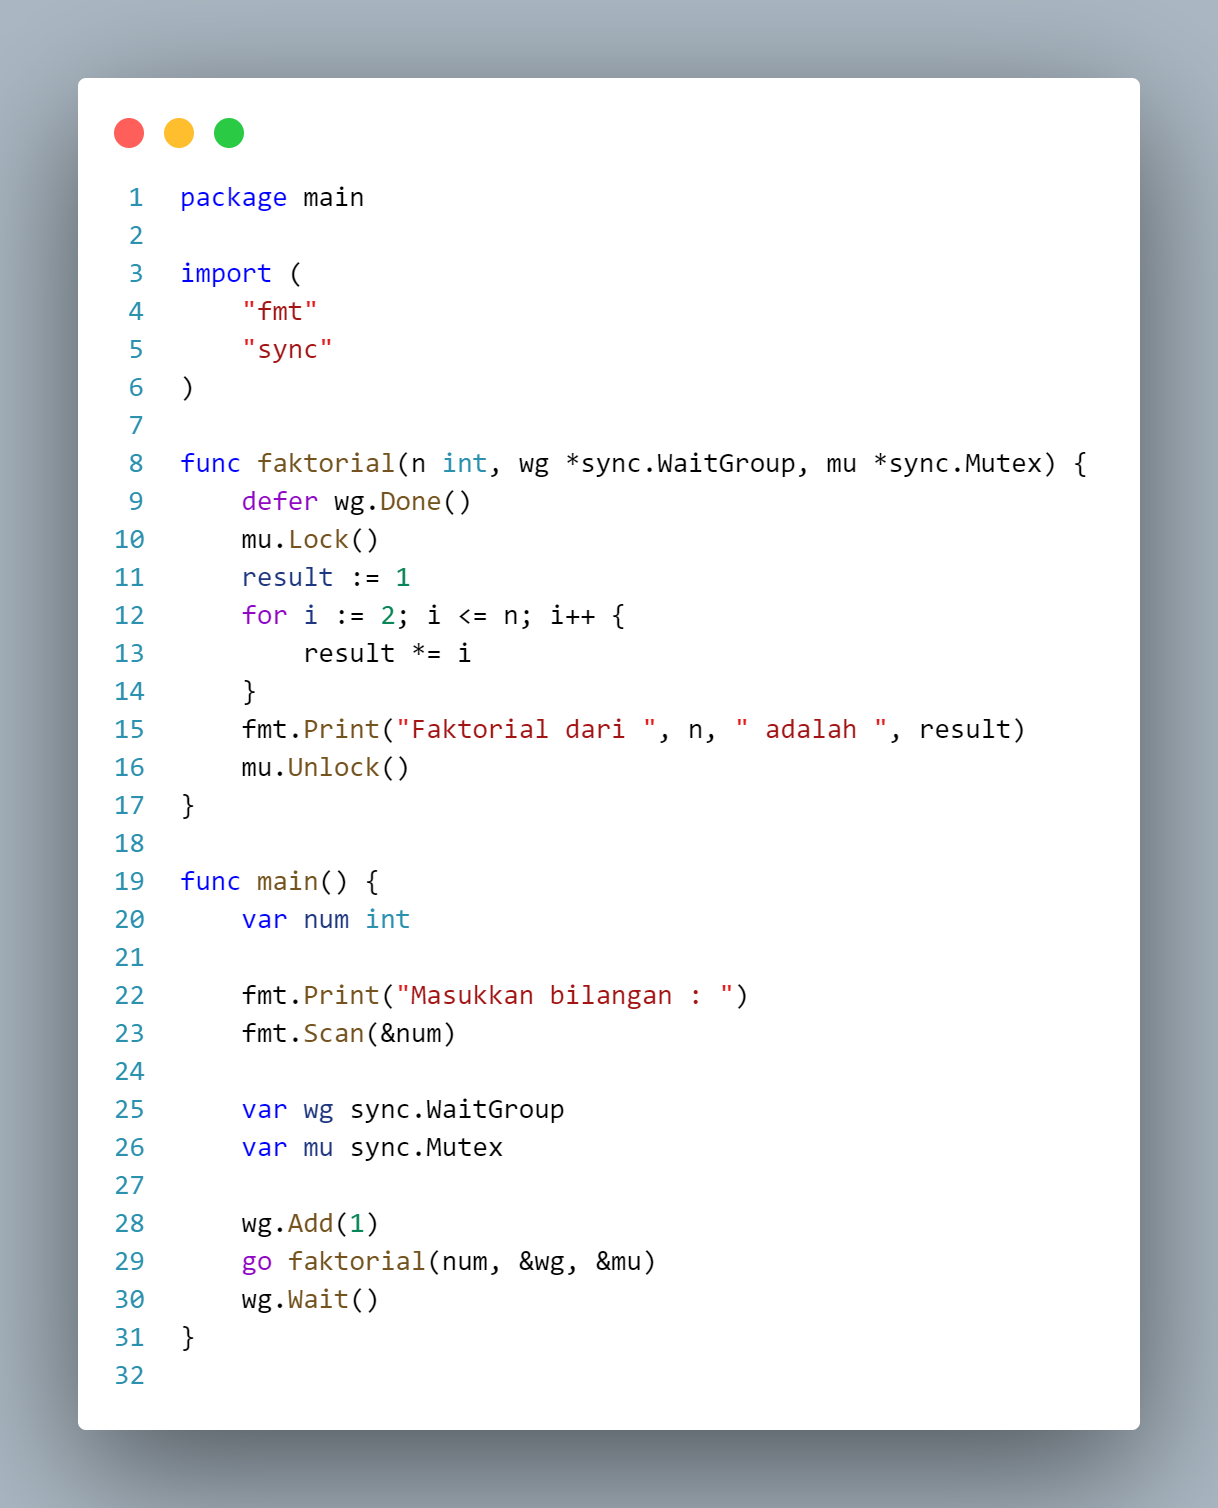 1 package main
2
3 import (
4     "fmt"
5     "sync"
6 )
7
8 func faktorial(n int, wg *sync.WaitGroup, mu *sync.Mutex) {
9     defer wg.Done()
10     mu.Lock()
11     result := 1
12     for i := 2; i <= n; i++ {
13         result *= i
14     }
15     fmt.Print("Faktorial dari ", n, " adalah ", result)
16     mu.Unlock()
17 }
18
19 func main() {
20     var num int
21
22     fmt.Print("Masukkan bilangan : ")
23     fmt.Scan(&num)
24
25     var wg sync.WaitGroup
26     var mu sync.Mutex
27
28     wg.Add(1)
29     go faktorial(num, &wg, &mu)
30     wg.Wait()
31 }
32